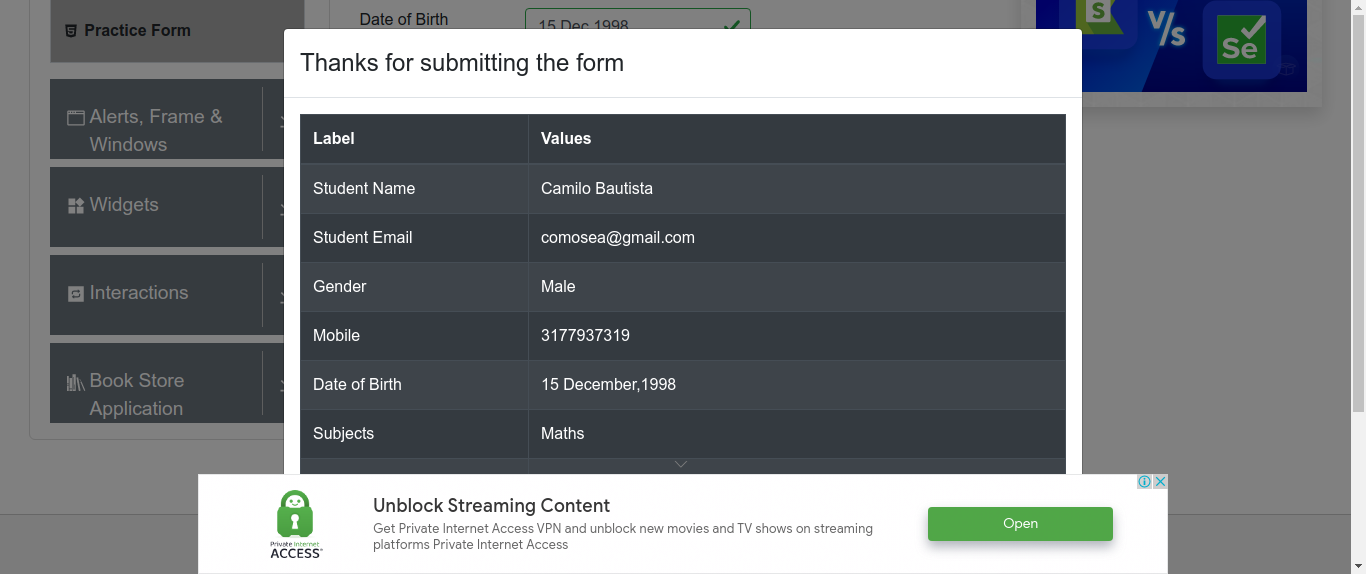 Practice Form
Alerts, Frame &
Windows
Widgets
Interactions
Book Store
Application
Date of Birth
15 Dec 1998
S
V/s
Se
Thanks for submitting the form
Label Values
Student Name Camilo Bautista
Student Email comosea@gmail.com
Gender Male
Mobile 3177937319
Date of Birth 15 December,1998
Subjects Maths
Private Internet
ACCESS
Unblock Streaming Content
Get Private Internet Access VPN and unblock new movies and TV shows on streaming
platforms Private Internet Access
Open